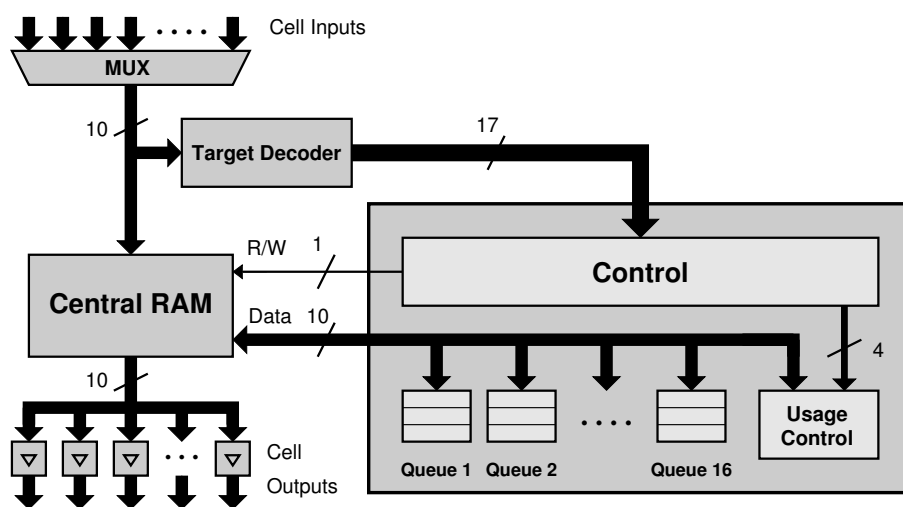 Cell Inputs
MUX
10
17
Target Decoder
R/W
1
Control
Central RAM
Data
10
4
10
Usage
Control
Cell
Queue 1
Queue 2
Queue 16
Outputs